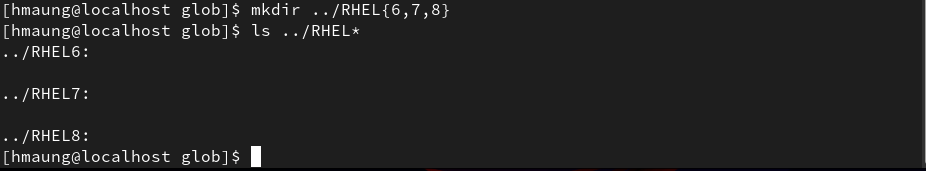 [hmaung@localhost glob]$ mkdir ../RHEL{6,7,8}
[hmaung@localhost glob]$ ls ../RHEL*
../RHEL6:
../RHEL7:
../RHEL8:
[hmaung@localhost glob]$